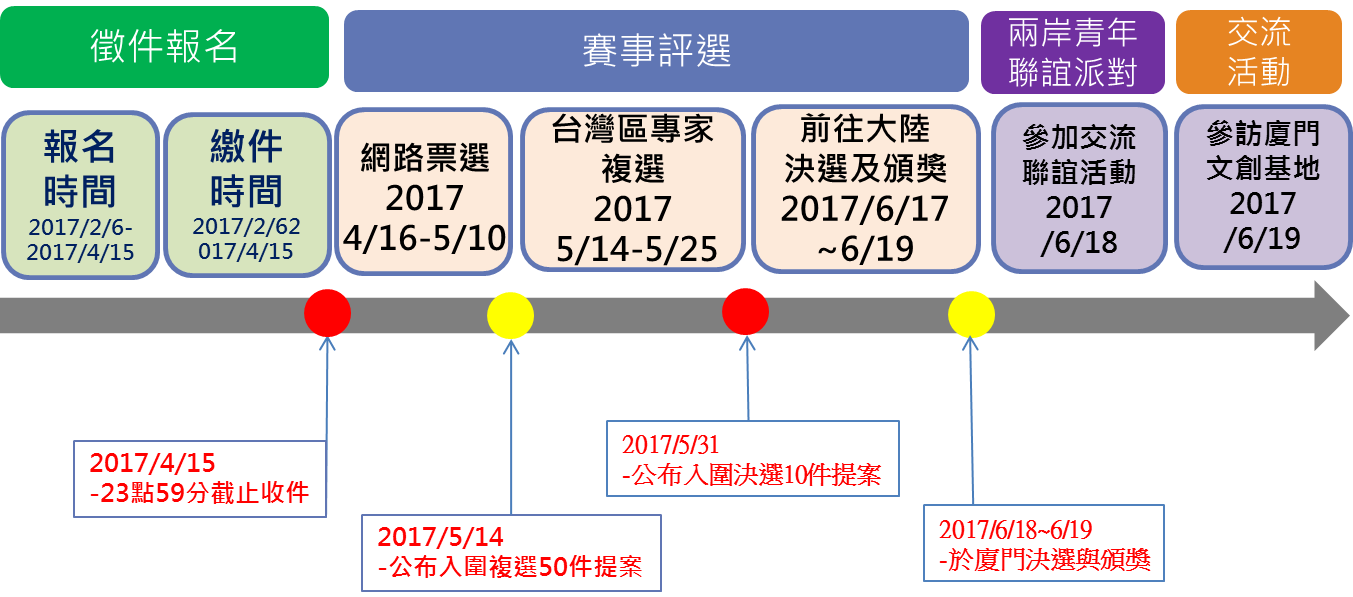 徵件報名
賽事評選
兩岸青年
聯誼派對
交流
活動
報名
時間
2017/2/6-
2017/4/15
繳件
時間
2017/2/62
017/4/15
網路票選
2017
4/16-5/10
台灣區專家
複選
2017
5/14-5/25
前往大陸
決選及頒獎
2017/6/17
~6/19
參加交流
聯誼活動
2017
/6/18
參訪廈門
文創基地
2017
/6/19
2017/4/15
-23點59分截止收件
2017/5/14
-公布入圍複選50件提案
2017/5/31
-公布入圍決選10件提案
2017/6/18~6/19
-於廈門決選與頒獎